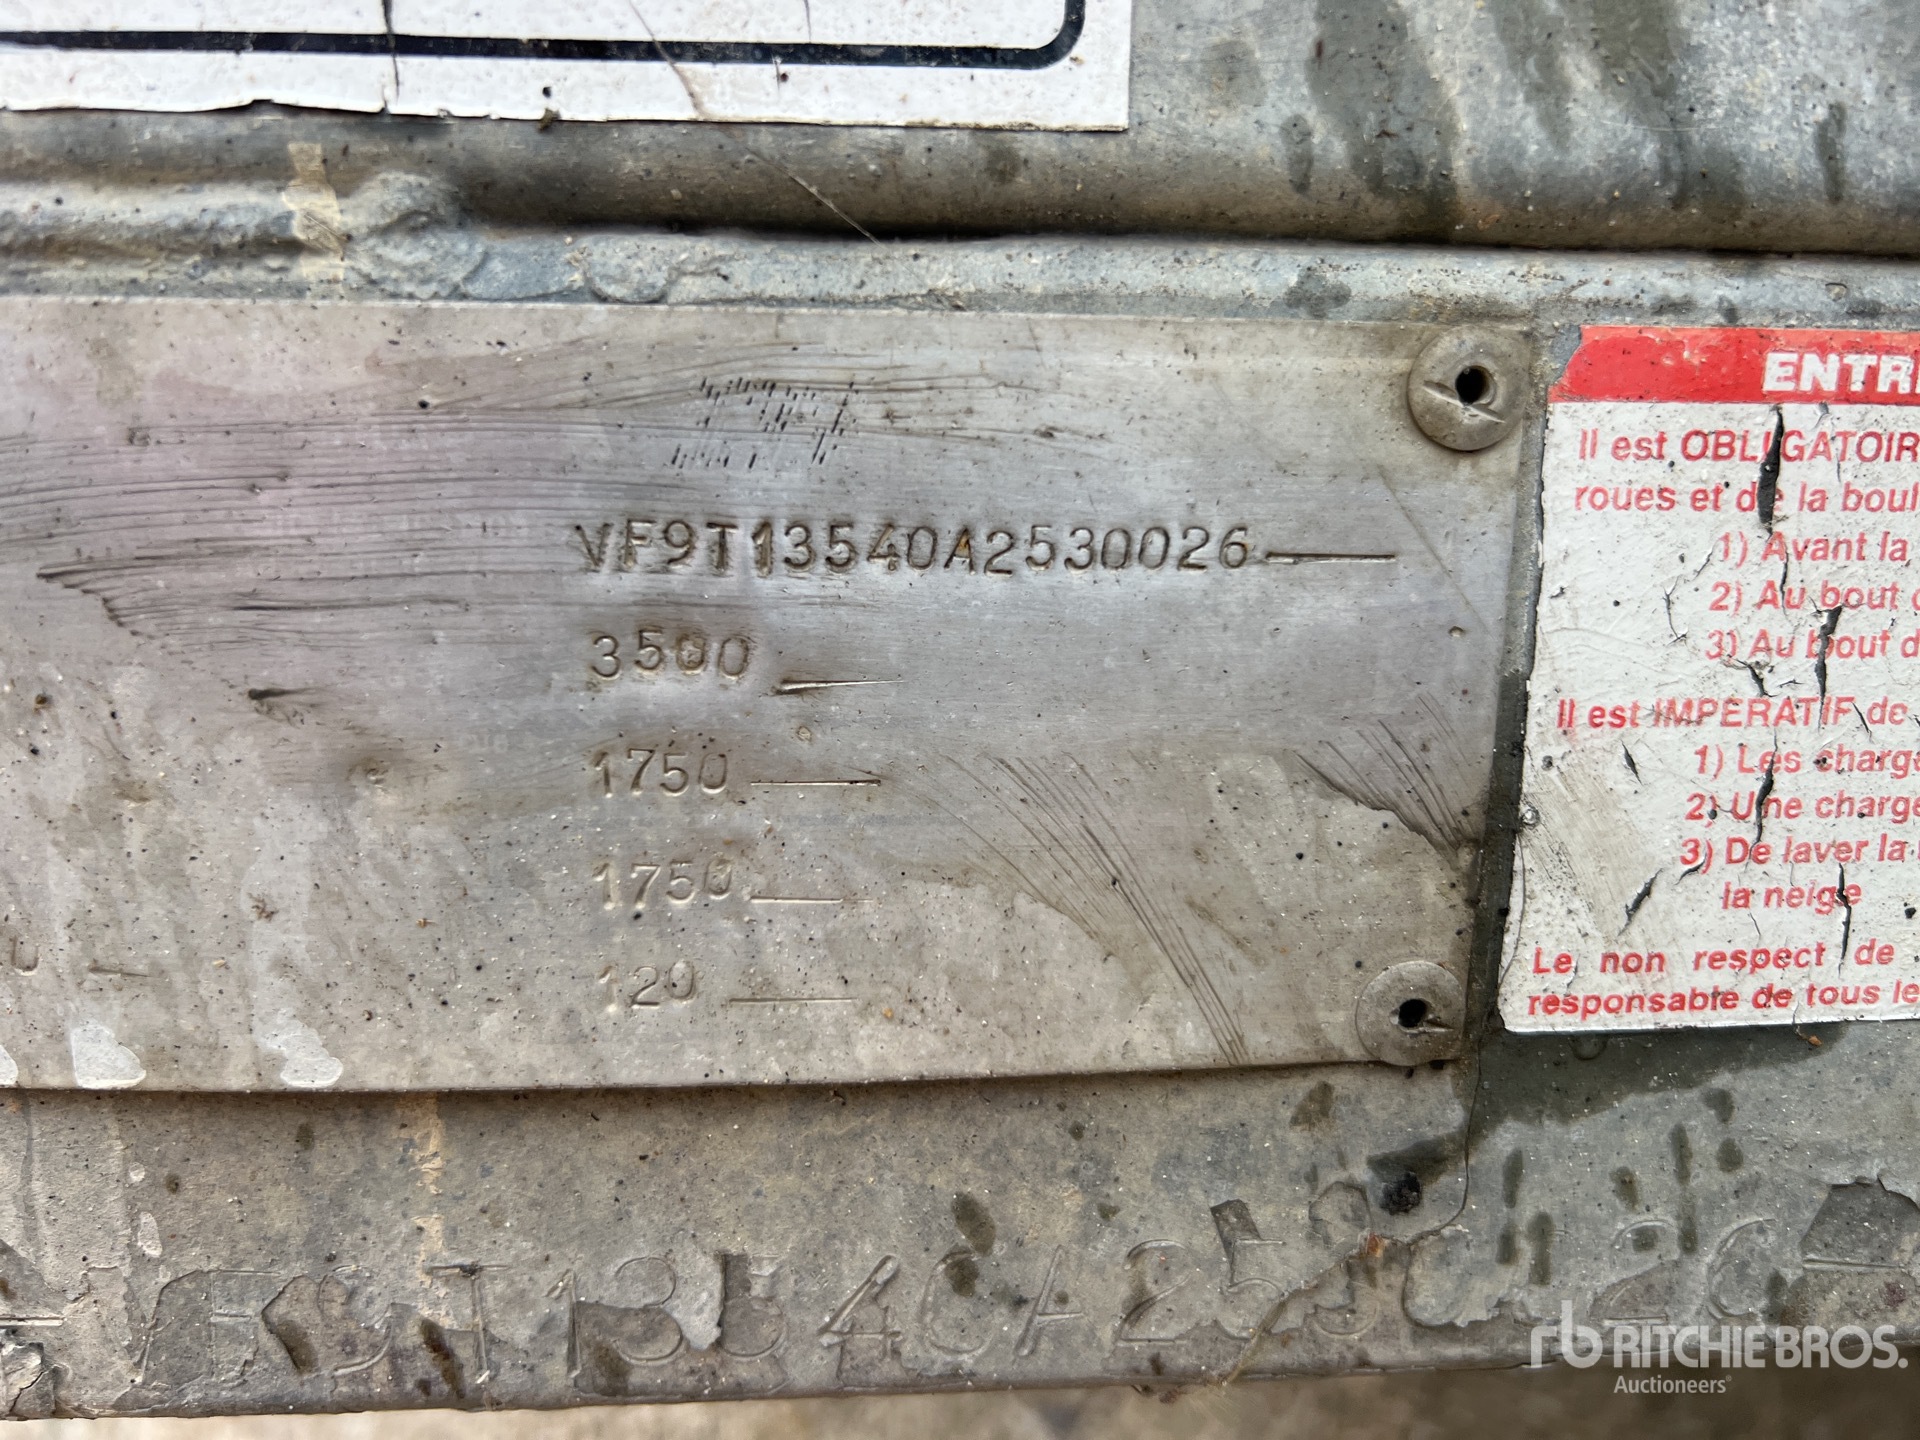 VF9T13540A2530026
3500
1750
1750
120
ENTR
Il est OBLIGATOIR
roues et de la boul
1) Avant la
2) Au bout
3) Au bout d
Il est IMPERATIF de
1) Les charg
2) Une charge
3) De laver la
la neige
Le non respect de
responsable de tous le
F9T13540A2530026
rb RITCHIE BROS.
Auctioneers